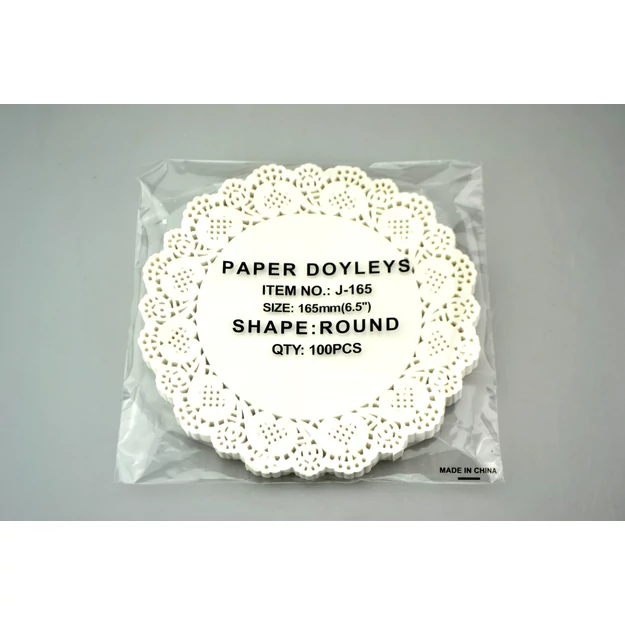 PAPER DOYLEYS
ITEM NO.: J-165
SIZE: 165mm(6.5")
SHAPE:ROUND
QTY: 100PCS
MADE IN CHINA